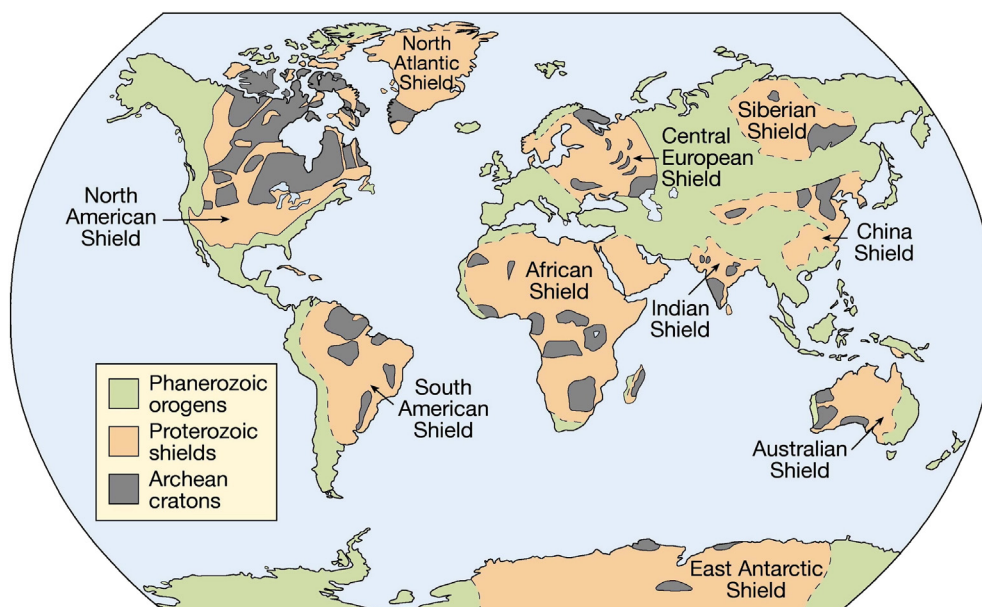 North
Atlantic
Shield
Siberian
Shield
Central
European
Shield
North
American
Shield
China
Shield
African
Shield
Indian
Shield
South
American
Shield
Australian
Shield
East Antarctic
Shield
Phanerozoic
orogens
Proterozoic
shields
Archean
cratons